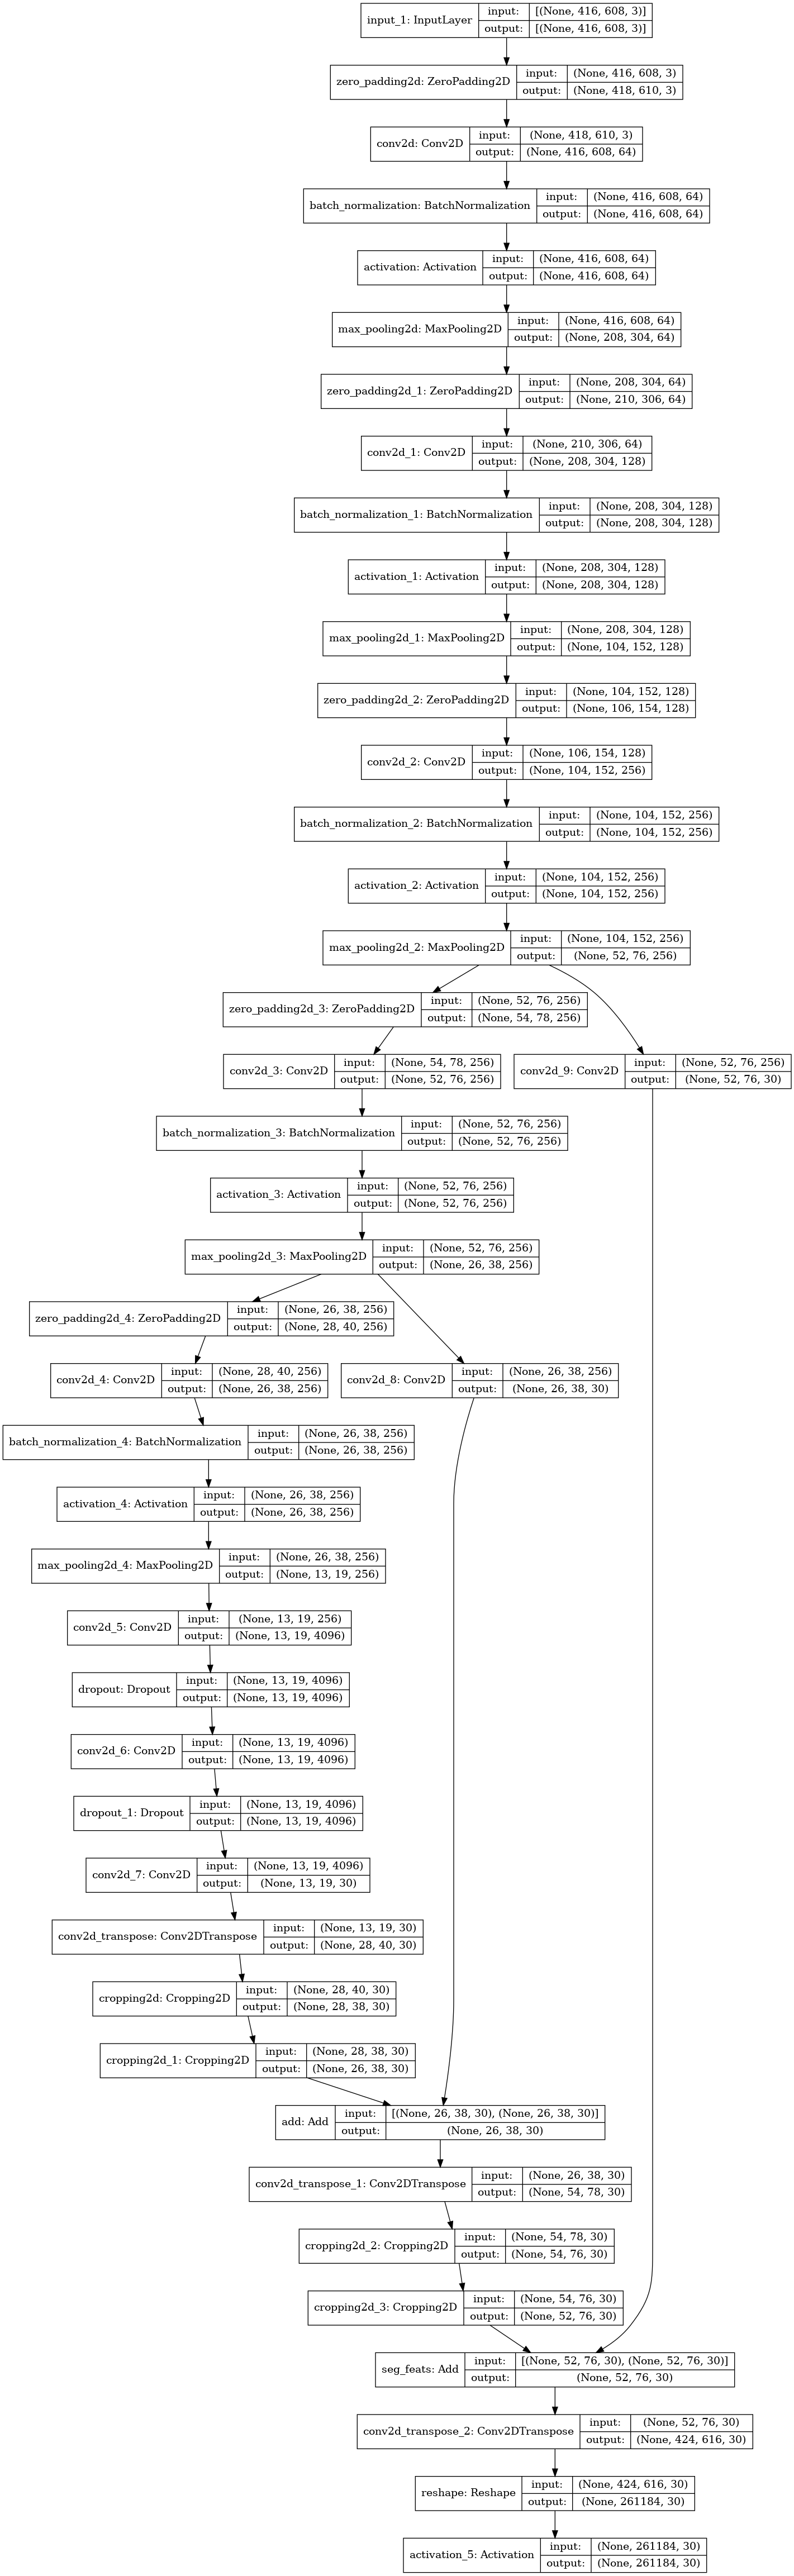 input_1: InputLayer input: [(None, 416, 608, 3)]
output: [(None, 416, 608, 3)]
zero_padding2d: ZeroPadding2D input: (None, 416, 608, 3)
output: (None, 418, 610, 3)
conv2d: Conv2D input: (None, 418, 610, 3)
output: (None, 416, 608, 64)
batch_normalization: BatchNormalization input: (None, 416, 608, 64)
output: (None, 416, 608, 64)
activation: Activation input: (None, 416, 608, 64)
output: (None, 416, 608, 64)
max_pooling2d: MaxPooling2D input: (None, 416, 608, 64)
output: (None, 208, 304, 64)
zero_padding2d_1: ZeroPadding2D input: (None, 208, 304, 64)
output: (None, 210, 306, 64)
conv2d_1: Conv2D input: (None, 210, 306, 64)
output: (None, 208, 304, 128)
batch_normalization_1: BatchNormalization input: (None, 208, 304, 128)
output: (None, 208, 304, 128)
activation_1: Activation input: (None, 208, 304, 128)
output: (None, 208, 304, 128)
max_pooling2d_1: MaxPooling2D input: (None, 208, 304, 128)
output: (None, 104, 152, 128)
zero_padding2d_2: ZeroPadding2D input: (None, 104, 152, 128)
output: (None, 106, 154, 128)
conv2d_2: Conv2D input: (None, 106, 154, 128)
output: (None, 104, 152, 256)
batch_normalization_2: BatchNormalization input: (None, 104, 152, 256)
output: (None, 104, 152, 256)
activation_2: Activation input: (None, 104, 152, 256)
output: (None, 104, 152, 256)
max_pooling2d_2: MaxPooling2D input: (None, 104, 152, 256)
output: (None, 52, 76, 256)
zero_padding2d_3: ZeroPadding2D input: (None, 52, 76, 256)
output: (None, 54, 78, 256)
conv2d_3: Conv2D input: (None, 54, 78, 256)
output: (None, 52, 76, 256)
conv2d_9: Conv2D input: (None, 52, 76, 256)
output: (None, 52, 76, 30)
batch_normalization_3: BatchNormalization input: (None, 52, 76, 256)
output: (None, 52, 76, 256)
activation_3: Activation input: (None, 52, 76, 256)
output: (None, 52, 76, 256)
max_pooling2d_3: MaxPooling2D input: (None, 52, 76, 256)
output: (None, 26, 38, 256)
zero_padding2d_4: ZeroPadding2D input: (None, 26, 38, 256)
output: (None, 28, 40, 256)
conv2d_4: Conv2D input: (None, 28, 40, 256)
output: (None, 26, 38, 256)
conv2d_8: Conv2D input: (None, 26, 38, 256)
output: (None, 26, 38, 30)
batch_normalization_4: BatchNormalization input: (None, 26, 38, 256)
output: (None, 26, 38, 256)
activation_4: Activation input: (None, 26, 38, 256)
output: (None, 26, 38, 256)
max_pooling2d_4: MaxPooling2D input: (None, 26, 38, 256)
output: (None, 13, 19, 256)
conv2d_5: Conv2D input: (None, 13, 19, 256)
output: (None, 13, 19, 4096)
dropout: Dropout input: (None, 13, 19, 4096)
output: (None, 13, 19, 4096)
conv2d_6: Conv2D input: (None, 13, 19, 4096)
output: (None, 13, 19, 4096)
dropout_1: Dropout input: (None, 13, 19, 4096)
output: (None, 13, 19, 4096)
conv2d_7: Conv2D input: (None, 13, 19, 4096)
output: (None, 13, 19, 30)
conv2d_transpose: Conv2DTranspose input: (None, 13, 19, 30)
output: (None, 28, 40, 30)
cropping2d: Cropping2D input: (None, 28, 40, 30)
output: (None, 28, 38, 30)
cropping2d_1: Cropping2D input: (None, 28, 38, 30)
output: (None, 26, 38, 30)
add: Add input: [(None, 26, 38, 30), (None, 26, 38, 30)]
output: (None, 26, 38, 30)
conv2d_transpose_1: Conv2DTranspose input: (None, 26, 38, 30)
output: (None, 54, 78, 30)
cropping2d_2: Cropping2D input: (None, 54, 78, 30)
output: (None, 54, 76, 30)
cropping2d_3: Cropping2D input: (None, 54, 76, 30)
output: (None, 52, 76, 30)
seg_feats: Add input: [(None, 52, 76, 30), (None, 52, 76, 30)]
output: (None, 52, 76, 30)
conv2d_transpose_2: Conv2DTranspose input: (None, 52, 76, 30)
output: (None, 424, 616, 30)
reshape: Reshape input: (None, 424, 616, 30)
output: (None, 261184, 30)
activation_5: Activation input: (None, 261184, 30)
output: (None, 261184, 30)